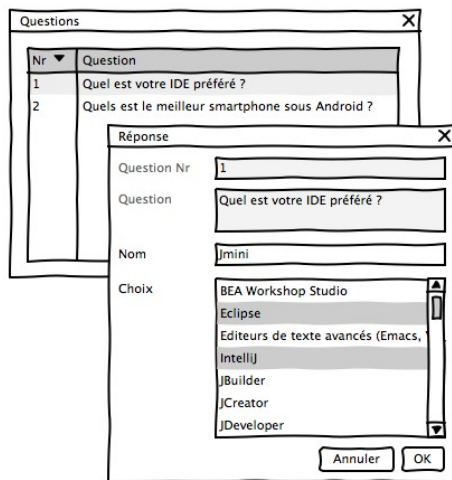 Questions
Nr Question
1 Quel est votre IDE préféré ?
2 Quels est le meilleur smartphone sous Android ?
Réponse
Question Nr 1
Question Quel est votre IDE préféré ?
Nom Jmini
Choix
BEA Workshop Studio
Eclipse
Editeurs de texte avancés (Emacs,
IntelliJ
JBuilder
JCreator
JDeveloper
Annuler OK